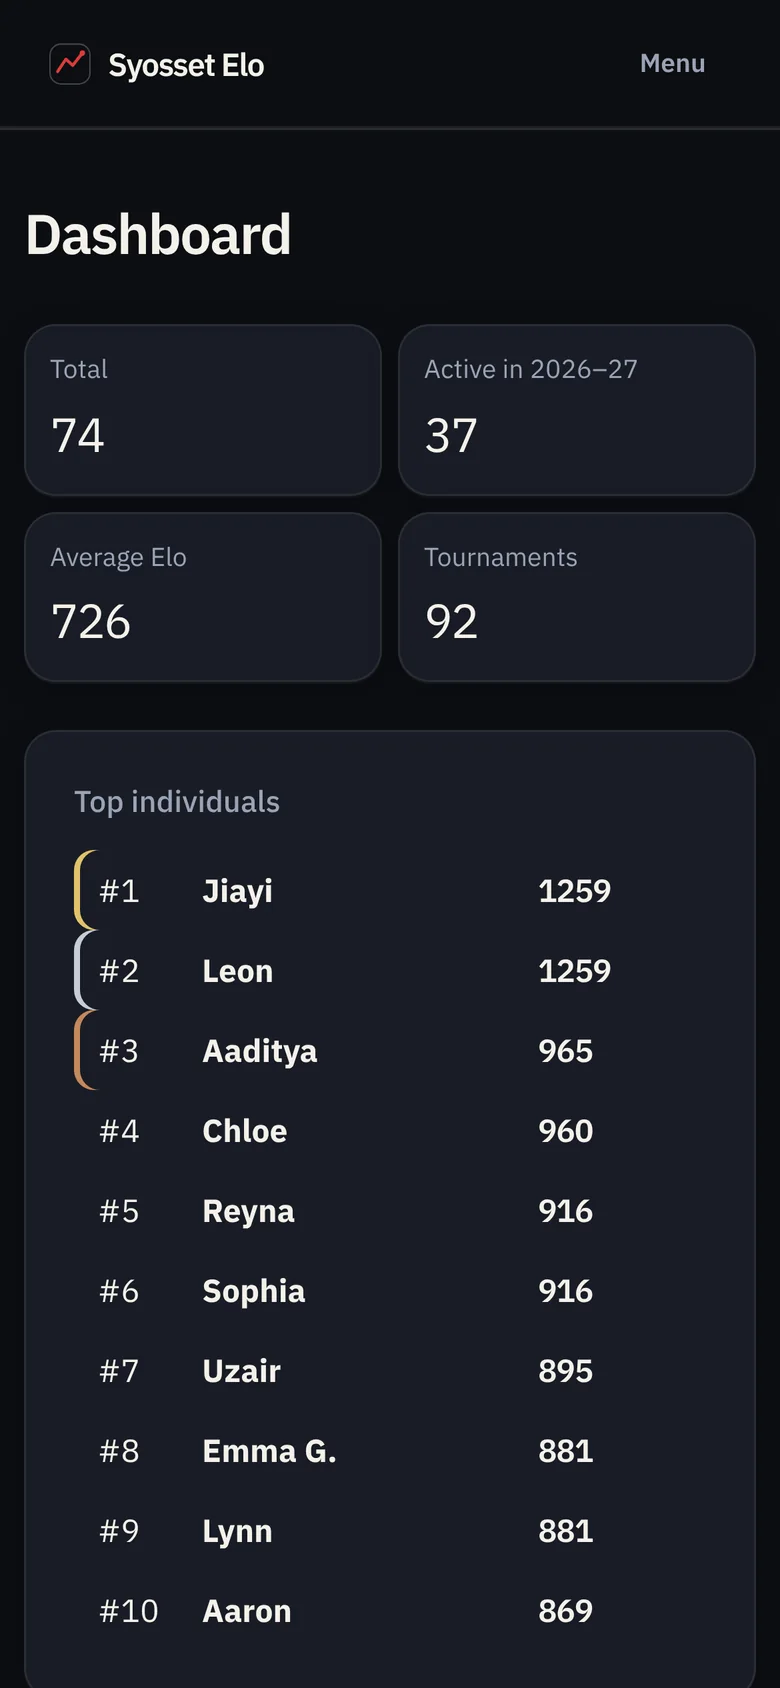 Syosset Elo Menu
Dashboard
Total
74
Active in 2026–27
37
Average Elo
726
Tournaments
92
Top individuals
#1 Jiayi 1259
#2 Leon 1259
#3 Aaditya 965
#4 Chloe 960
#5 Reyna 916
#6 Sophia 916
#7 Uzair 895
#8 Emma G. 881
#9 Lynn 881
#10 Aaron 869